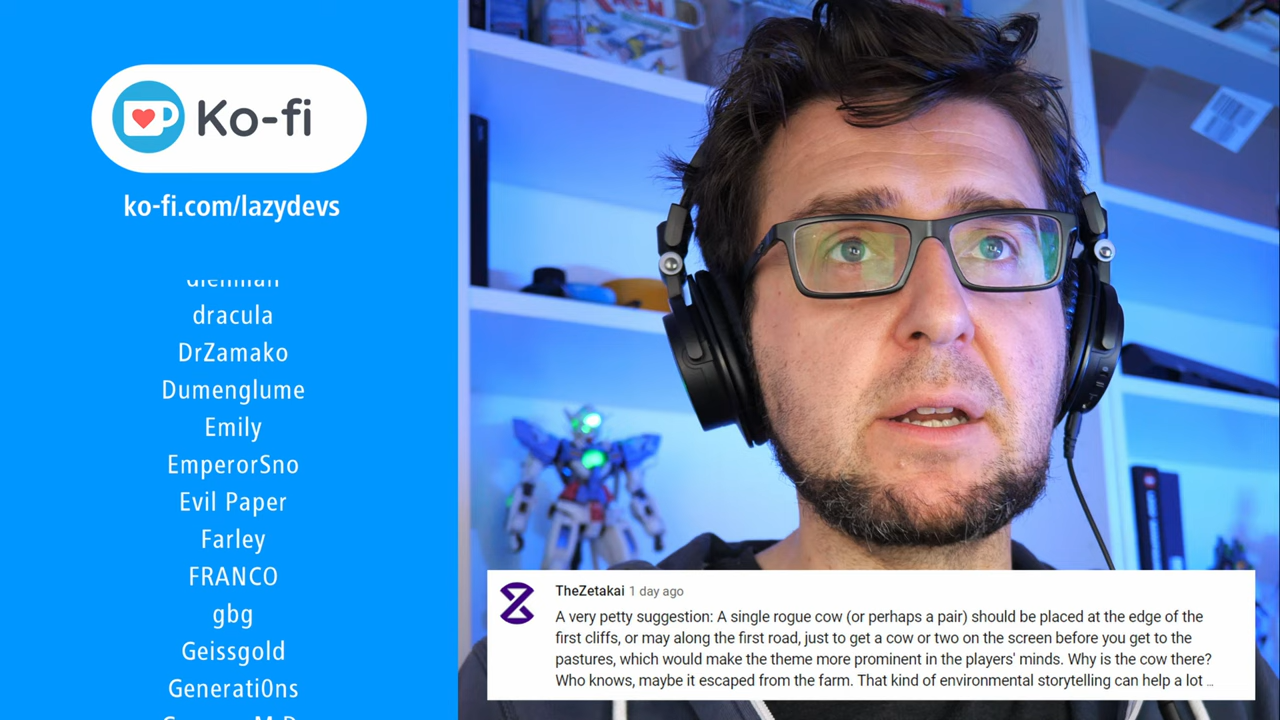 Ko-fi
ko-fi.com/lazydevs
dracula
DrZamako
Dumenglume
Emily
EmperorSno
Evil Paper
Farley
FRANCO
gbg
Geissgold
Generati0ns
TheZetakai 1 day ago
A very petty suggestion: A single rogue cow (or perhaps a pair) should be placed at the edge of the
first cliffs, or may along the first road, just to get a cow or two on the screen before you get to the
pastures, which would make the theme more prominent in the players' minds. Why is the cow there?
Who knows, maybe it escaped from the farm. That kind of environmental storytelling can help a lot ...